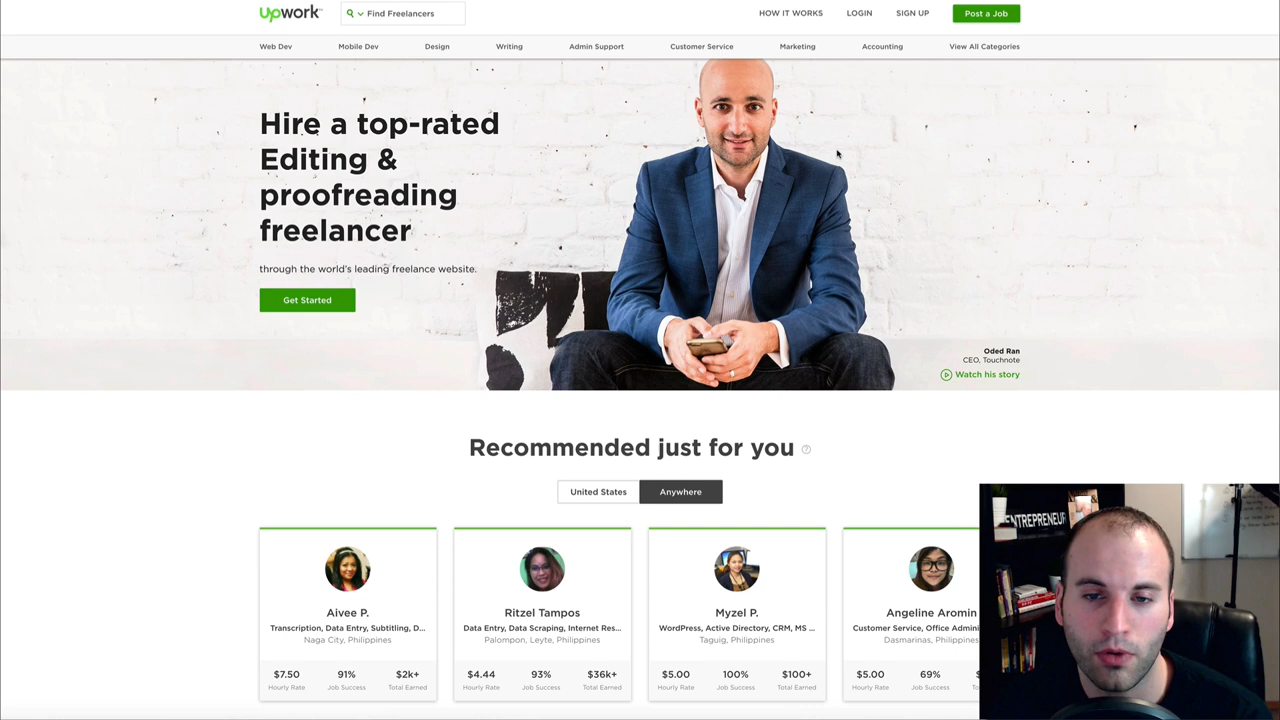 Upwork
Find Freelancers
HOW IT WORKS
LOGIN
SIGN UP
Post a Job
Web Dev
Mobile Dev
Design
Writing
Admin Support
Customer Service
Marketing
Accounting
View All Categories
Hire a top-rated
Editing &
proofreading
freelancer
through the world's leading freelance website.
Get Started
Oded Ran
CEO, Touchnote
Watch his story
Recommended just for you
United States
Anywhere
Aivee P.
Transcription, Data Entry, Subtitling, D...
Naga City, Philippines
$7.50
91%
$2k+
Hourly Rate
Job Success
Total Earned
Ritzel Tampos
Data Entry, Data Scraping, Internet Res...
Palompon, Leyte, Philippines
$4.44
93%
$36k+
Hourly Rate
Job Success
Total Earned
Myzel P.
WordPress, Active Directory, CRM, MS ...
Taguig, Philippines
$5.00
100%
$100+
Hourly Rate
Job Success
Total Earned
Angeline Aromin
Customer Service, Office Admini
Dasmarinas, Philippines
$5.00
69%
$
Hourly Rate
Job Success
ENTREPRENEUR